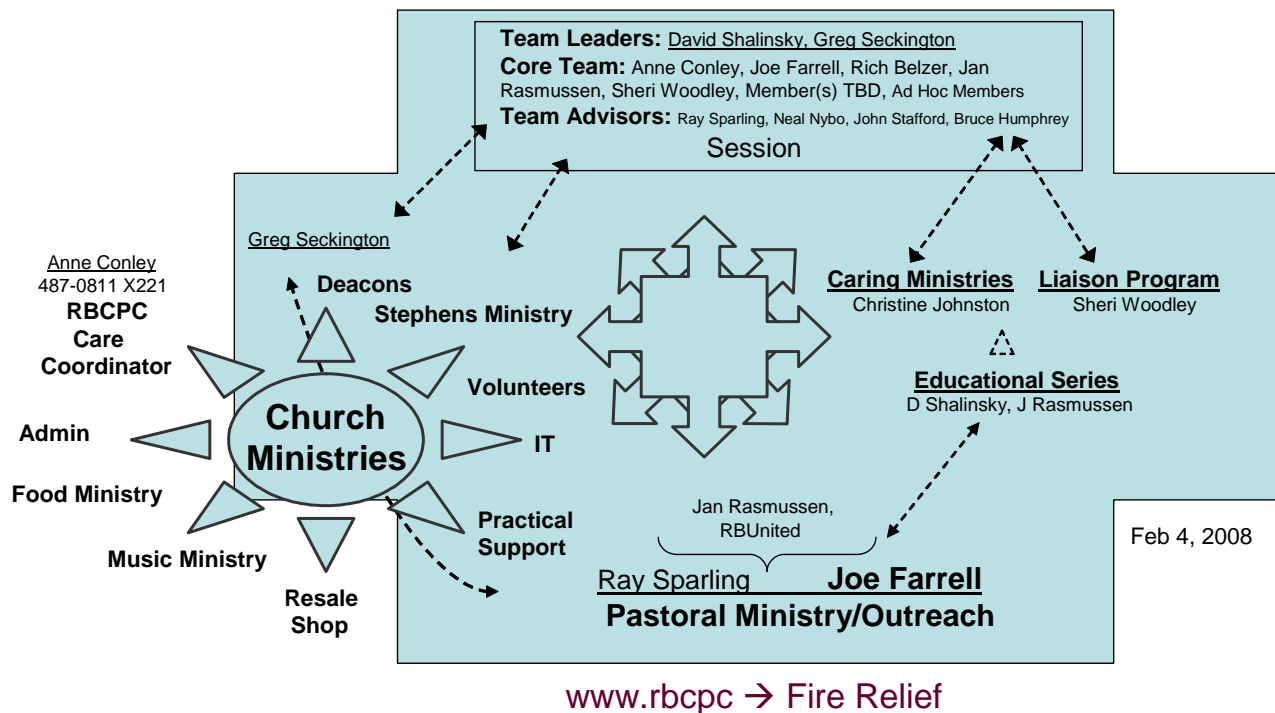 Team Leaders: David Shalinsky, Greg Seckington
Core Team: Anne Conley, Joe Farrell, Rich Belzer, Jan
Rasmussen, Sheri Woodley, Member(s) TBD, Ad Hoc Members
Team Advisors: Ray Sparling, Neal Nybo, John Stafford, Bruce Humphrey
Session
Greg Seckington
Anne Conley
487-0811 X221
RBCPC
Care
Coordinator
Deacons
Stephens Ministry
Volunteers
IT
Practical
Support
Resale
Shop
Music Ministry
Food Ministry
Admin
Church
Ministries
Caring Ministries
Christine Johnston
Liaison Program
Sheri Woodley
Educational Series
D Shalinsky, J Rasmussen
Jan Rasmussen,
RBUnited
Ray Sparling Joe Farrell
Pastoral Ministry/Outreach
Feb 4, 2008
www.rbcpc → Fire Relief